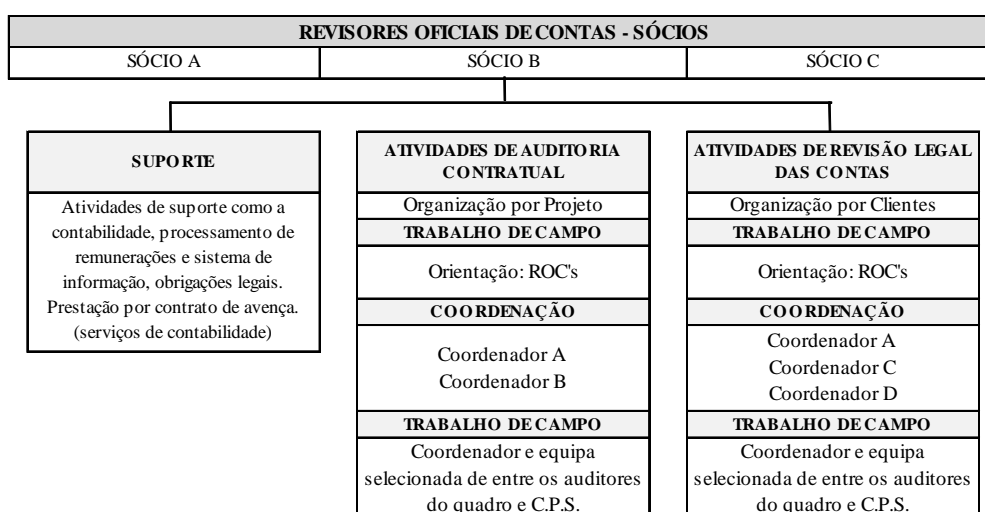 REVISORES OFICIAIS DE CONTAS - SÓCIOS
SÓCIO A
SÓCIO B
SÓCIO C
SUPORTE
Atividades de suporte como a
contabilidade, processamento de
remunerações e sistema de
informação, obrigações legais.
Prestação por contrato de avença.
(serviços de contabilidade)
ATIVIDADES DE AUDITORIA
CONTRATUAL
Organização por Projeto
TRABALHO DE CAMPO
Orientação: ROC's
COORDENAÇÃO
Coordenador A
Coordenador B
TRABALHO DE CAMPO
Coordenador e equipa
selecionada de entre os auditores
do quadro e C.P.S.
ATIVIDADES DE REVISÃO LEGAL
DAS CONTAS
Organização por Clientes
TRABALHO DE CAMPO
Orientação: ROC's
COORDENAÇÃO
Coordenador A
Coordenador C
Coordenador D
TRABALHO DE CAMPO
Coordenador e equipa
selecionada de entre os auditores
do quadro e C.P.S.